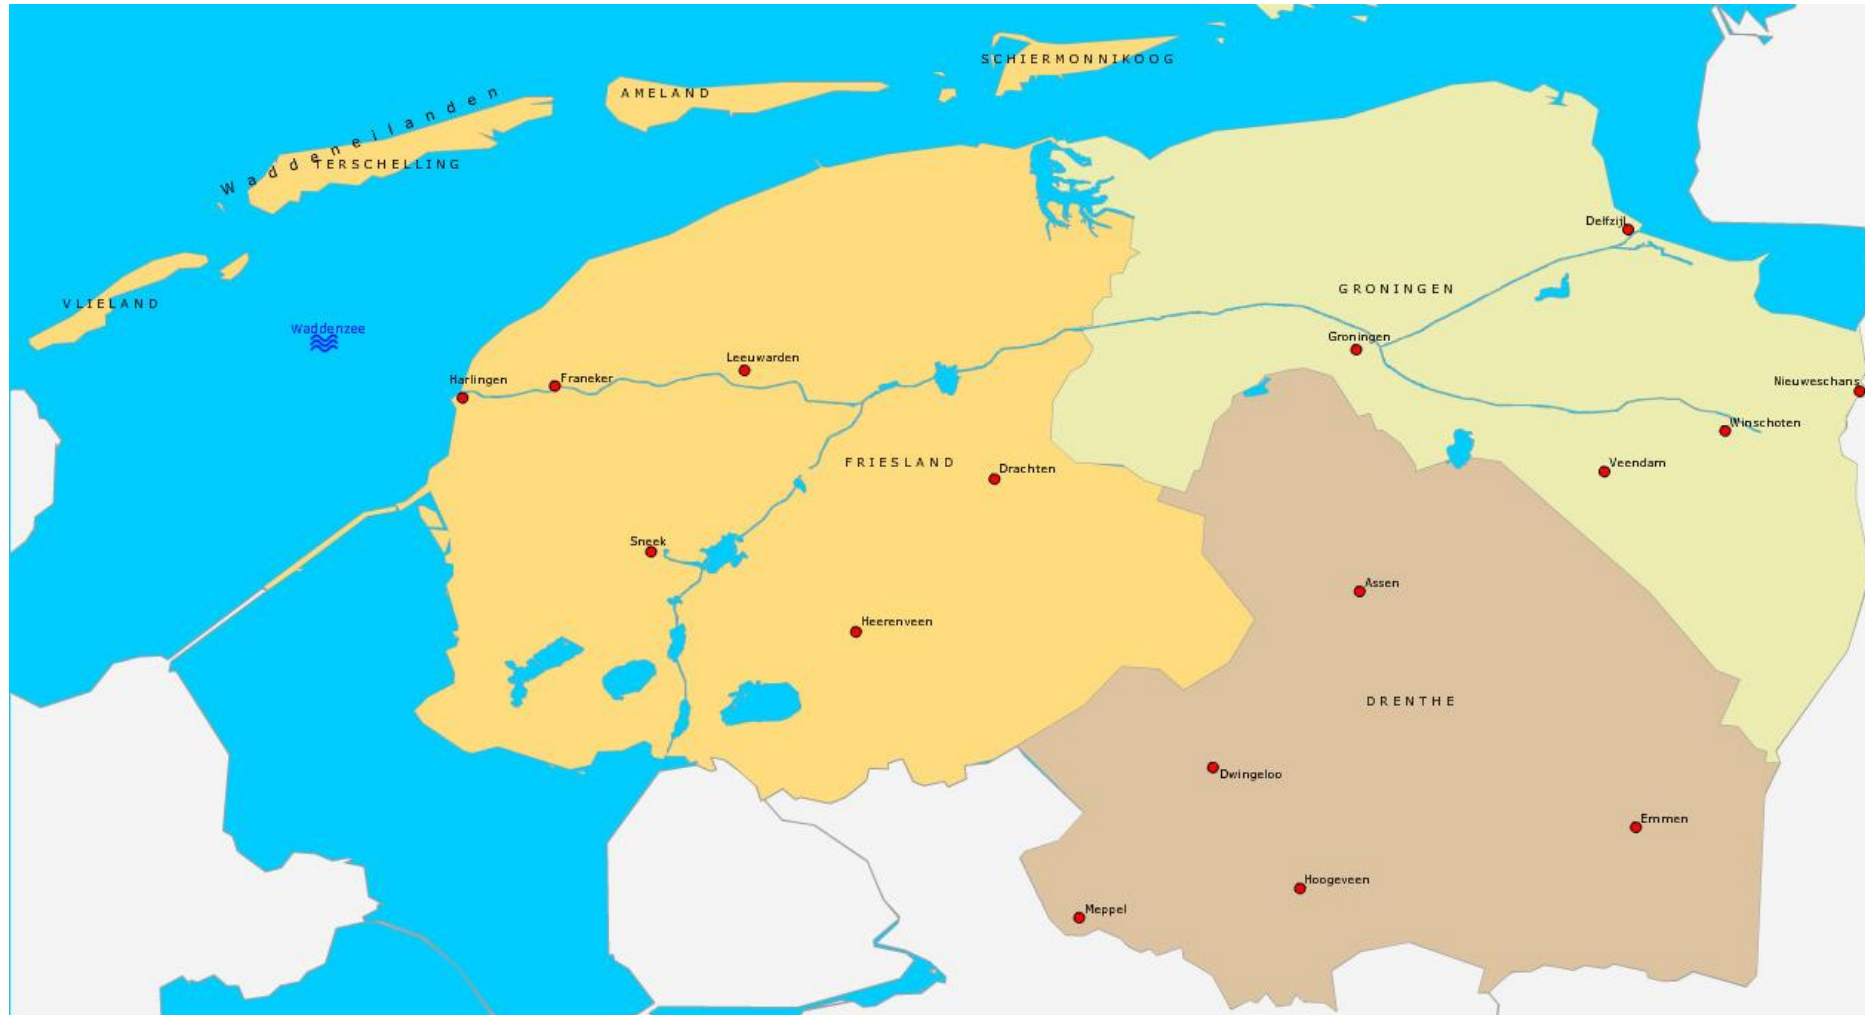 SCHIERMONNIKOOG
AMELAND
Waddeneilanden
TERSCHELLING
VLIELAND
Waddenzee
Delfzijl
GRONINGEN
Groningen
Leeuwarden
Harlingen
Franeker
Nieuweschans
Winschoten
FRIESLAND
Drachten
Veendam
Sneek
Assen
Heerenveen
DRENTHE
Dwingeloo
Emmen
Hoogeveen
Meppel